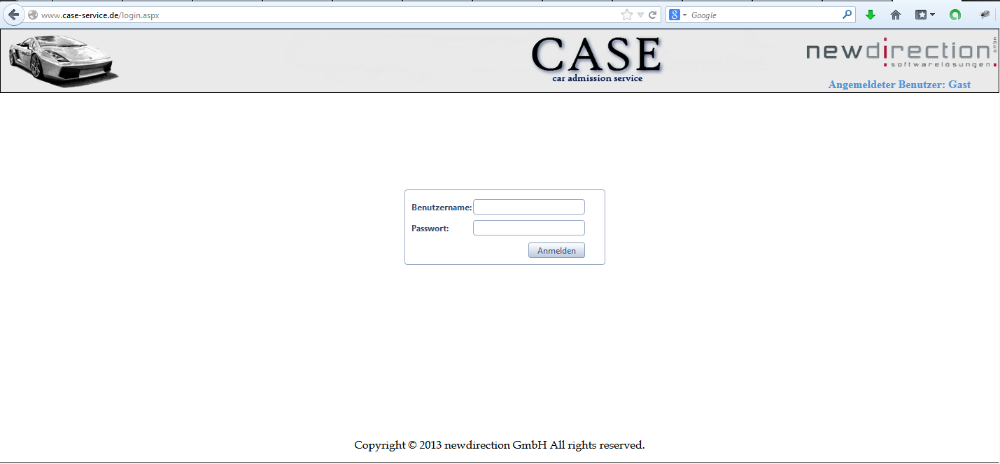 www.case-service.de/login.aspx
8 Google
CASE
car admission service
newdirection gmbh
softwarelösungen
Angemeldeter Benutzer: Gast
Benutzername:
Passwort:
Anmelden
Copyright © 2013 newdirection GmbH All rights reserved.